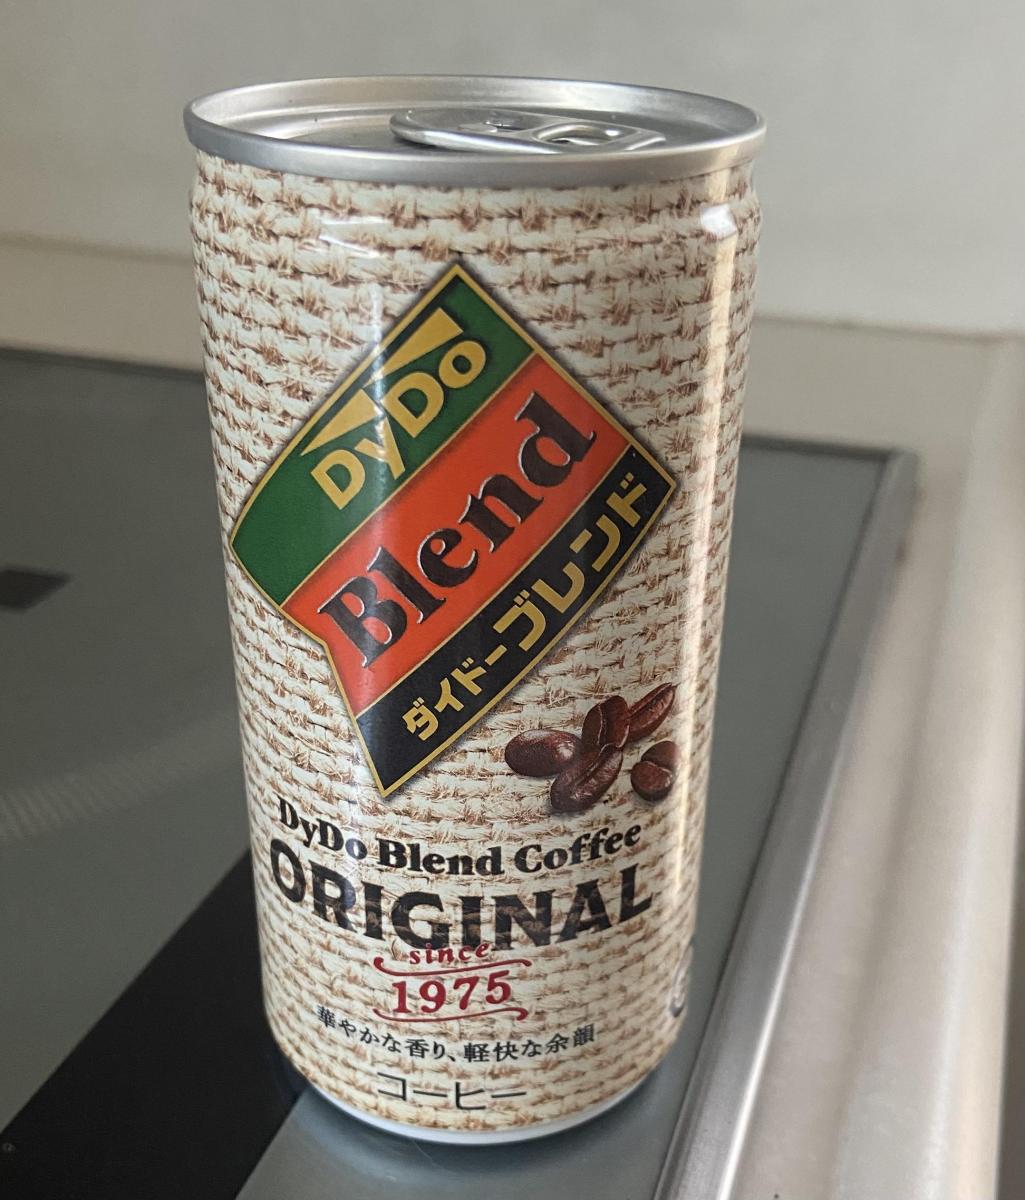 DyDo
Blend
ダイドーブレンド
DyDo Blend Coffee
ORIGINAL
since
1975
華やかな香り、軽快な余韻
コーヒー